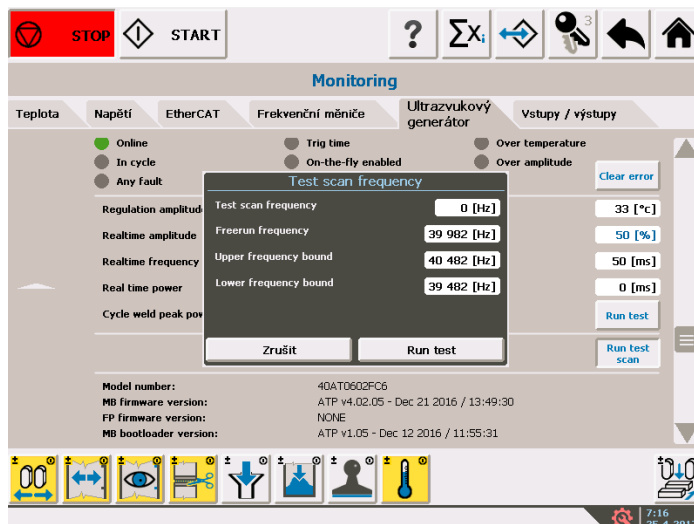 STOP
START
3
Monitoring
Teplota
Napětí
EtherCAT
Frekvenční měniče
Ultrazvukový
generátor
Vstupy / výstupy
Online
Trig time
Over temperature
In cycle
On-the-fly enabled
Over amplitude
Any fault
Clear error
Test scan frequency
Regulation amplitud
Test scan frequency
0 [Hz]
33 [°c]
Realtime amplitude
Freerun frequency
39 982 [Hz]
50 [%]
Realtime frequency
Upper frequency bound
40 482 [Hz]
50 [ms]
Real time power
Lower frequency bound
39 482 [Hz]
0 [ms]
Cycle weld peak pow
Run test
Zrušit
Run test
Run test
scan
Model number:
40AT0602FC6
MB firmware version:
ATP v4.02.05 - Dec 21 2016 / 13:49:30
FP firmware version:
NONE
MB bootloader version:
ATP v1.05 - Dec 12 2016 / 11:55:31
7:16